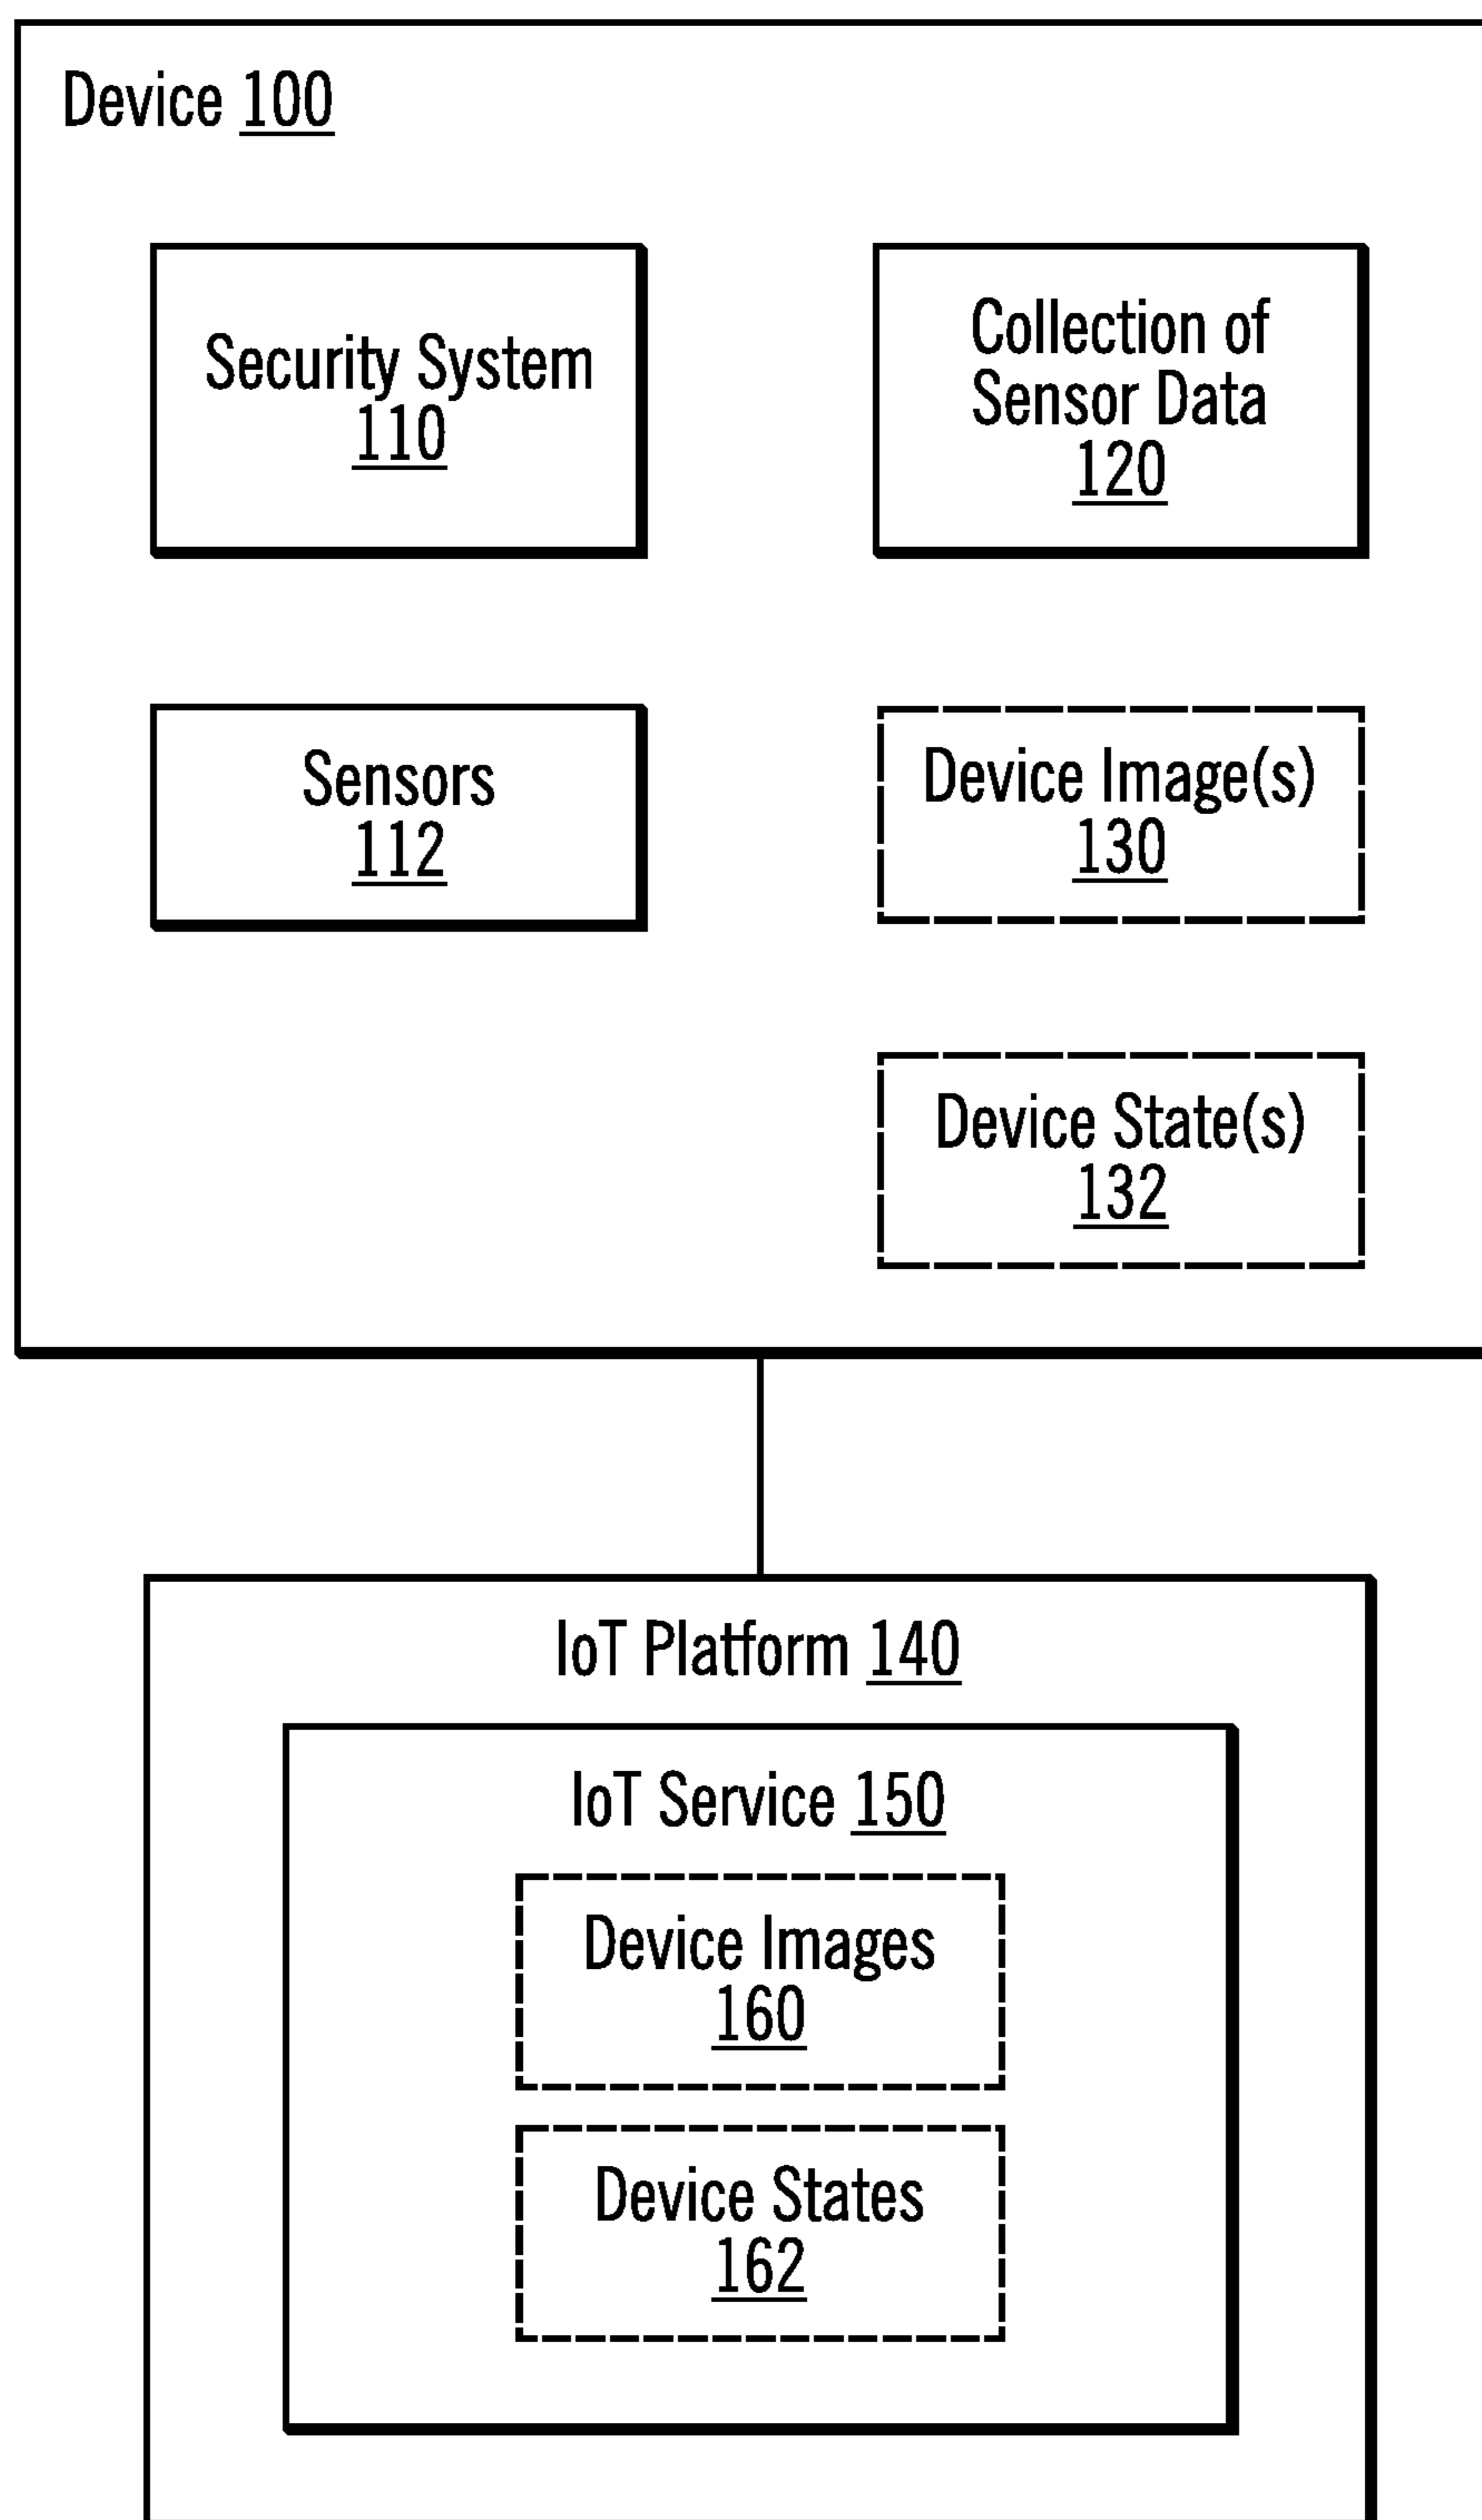 Device 100
Security System
110
Collection of
Sensor Data
120
Sensors
112
Device Image(s)
130
Device State(s)
132
IoT Platform 140
IoT Service 150
Device Images
160
Device States
162